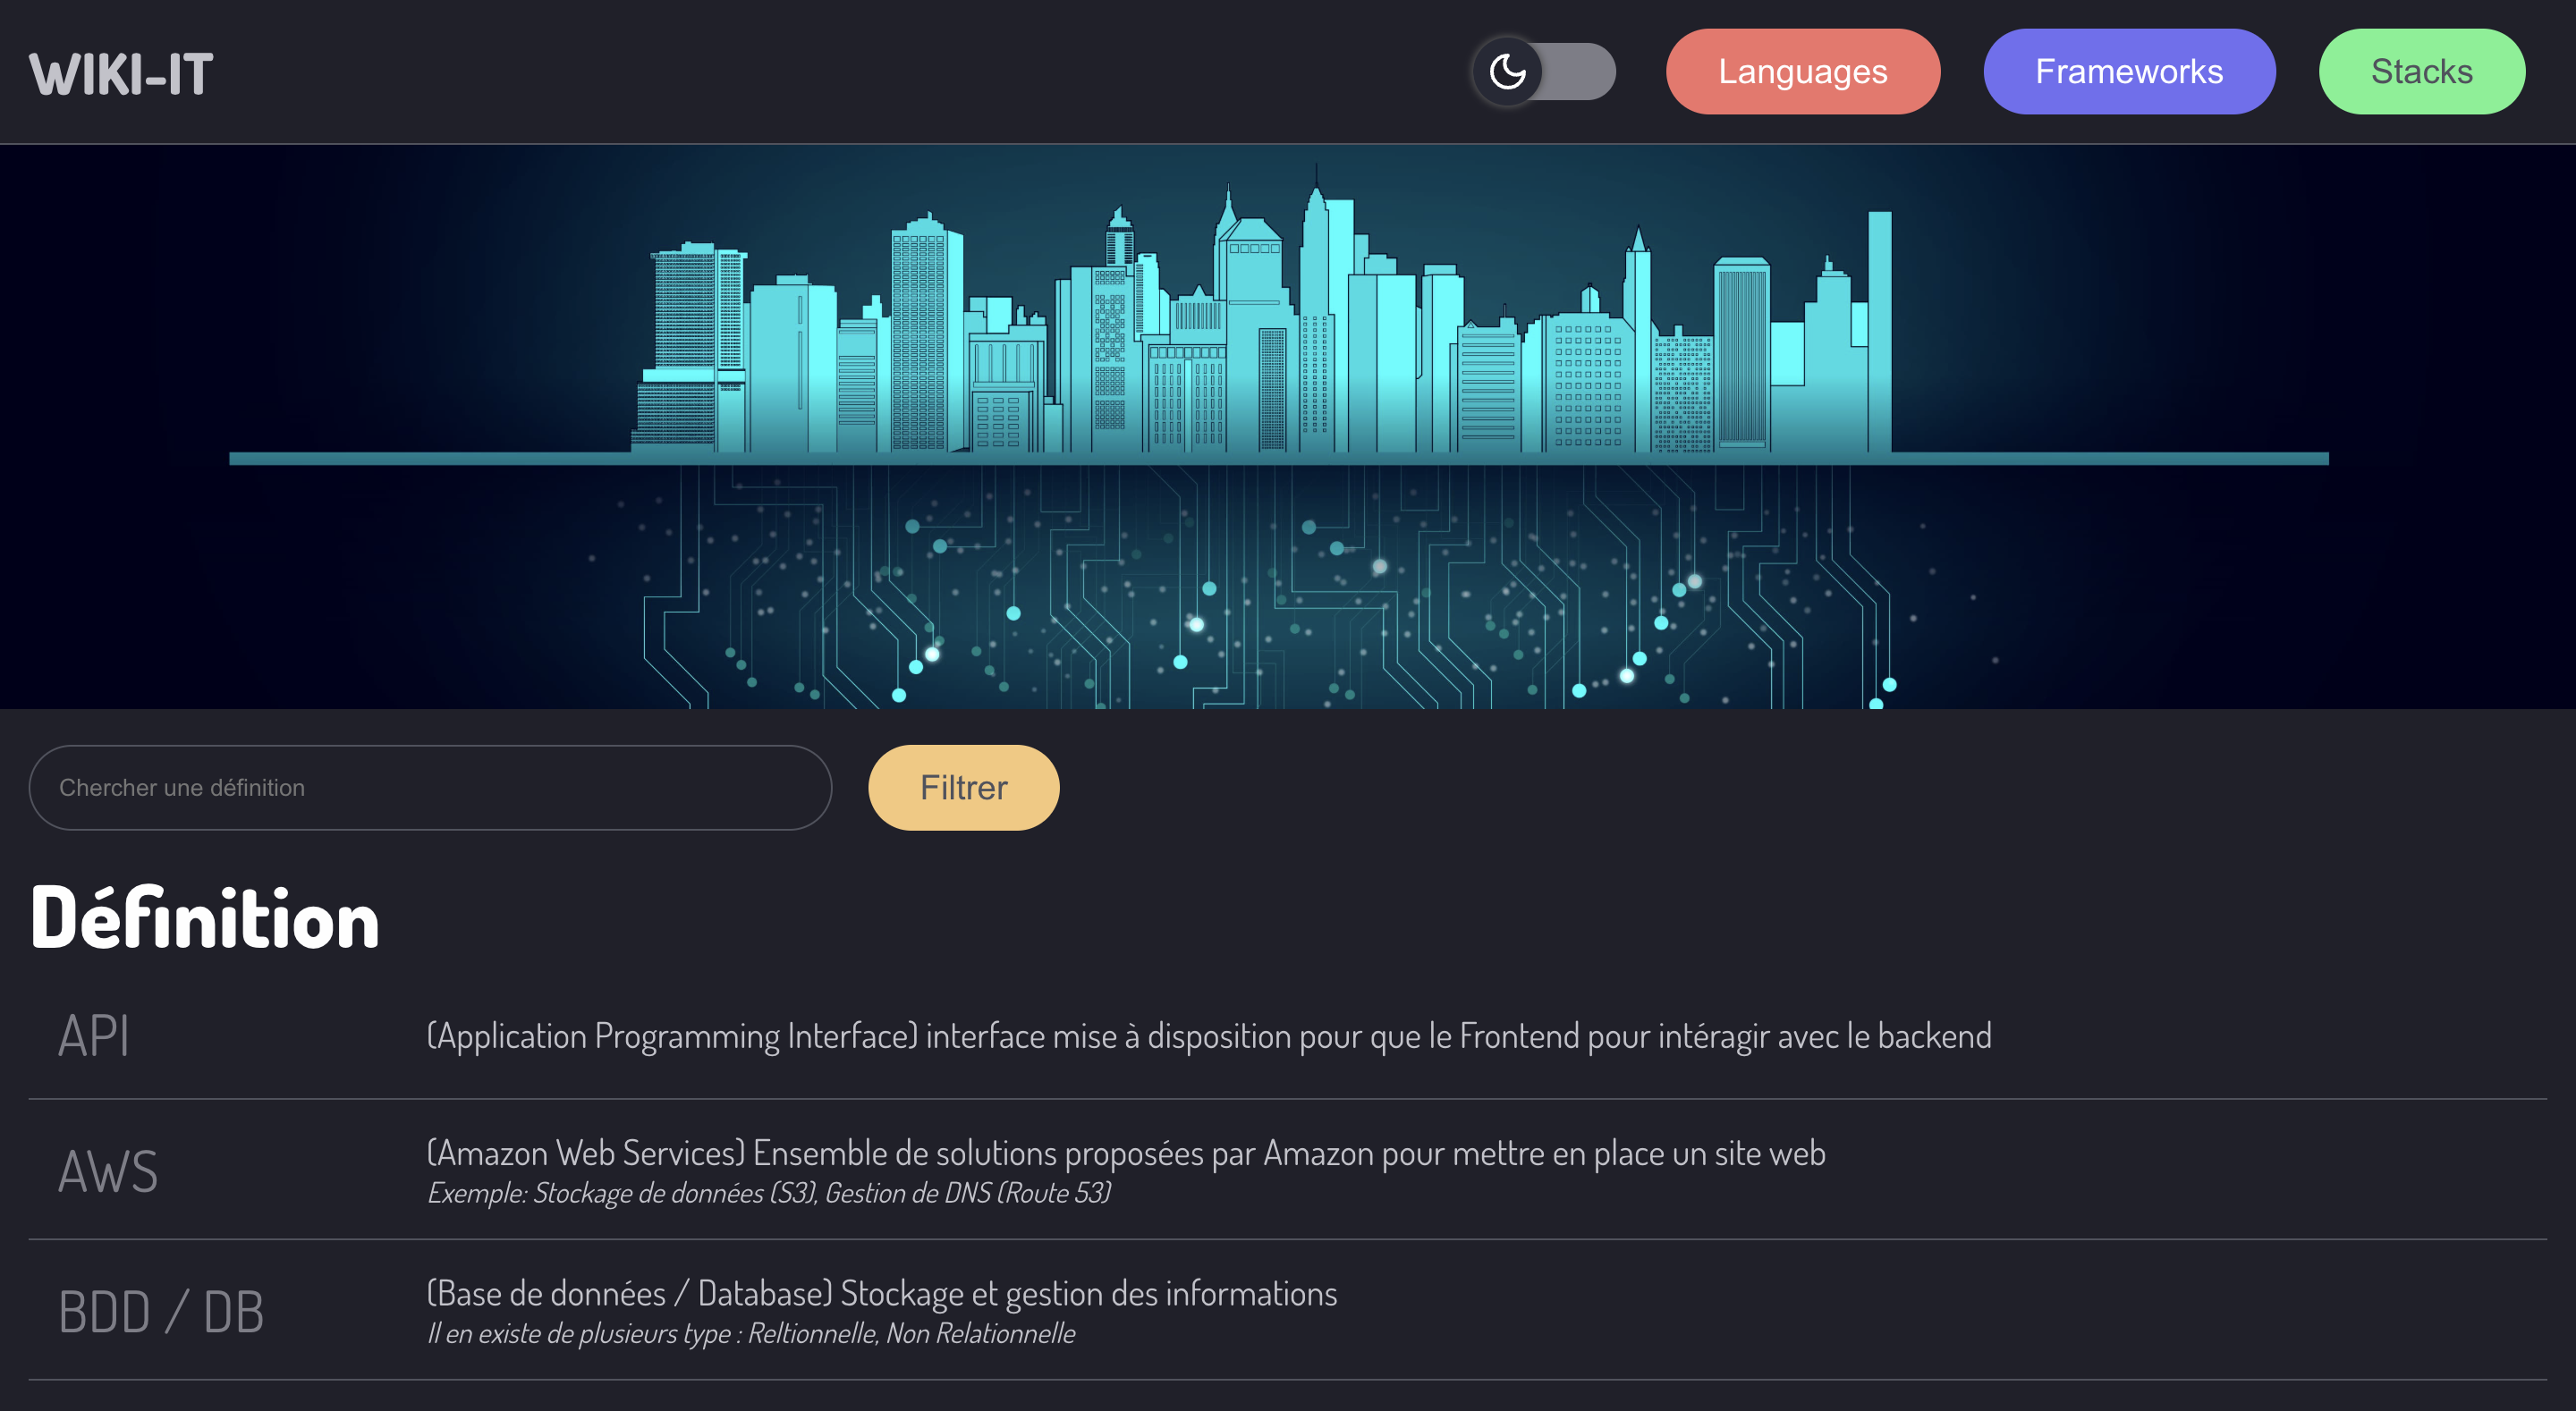 WIKI-IT
Languages
Frameworks
Stacks
Chercher une définition
Filtrer
Définition
API
(Application Programming Interface) interface mise à disposition pour que le Frontend pour intéragir avec le backend
AWS
(Amazon Web Services) Ensemble de solutions proposées par Amazon pour mettre en place un site web
Exemple: Stockage de données (S3), Gestion de DNS (Route 53)
BDD / DB
(Base de données / Database) Stockage et gestion des informations
Il en existe de plusieurs type : Reltionnelle, Non Relationnelle